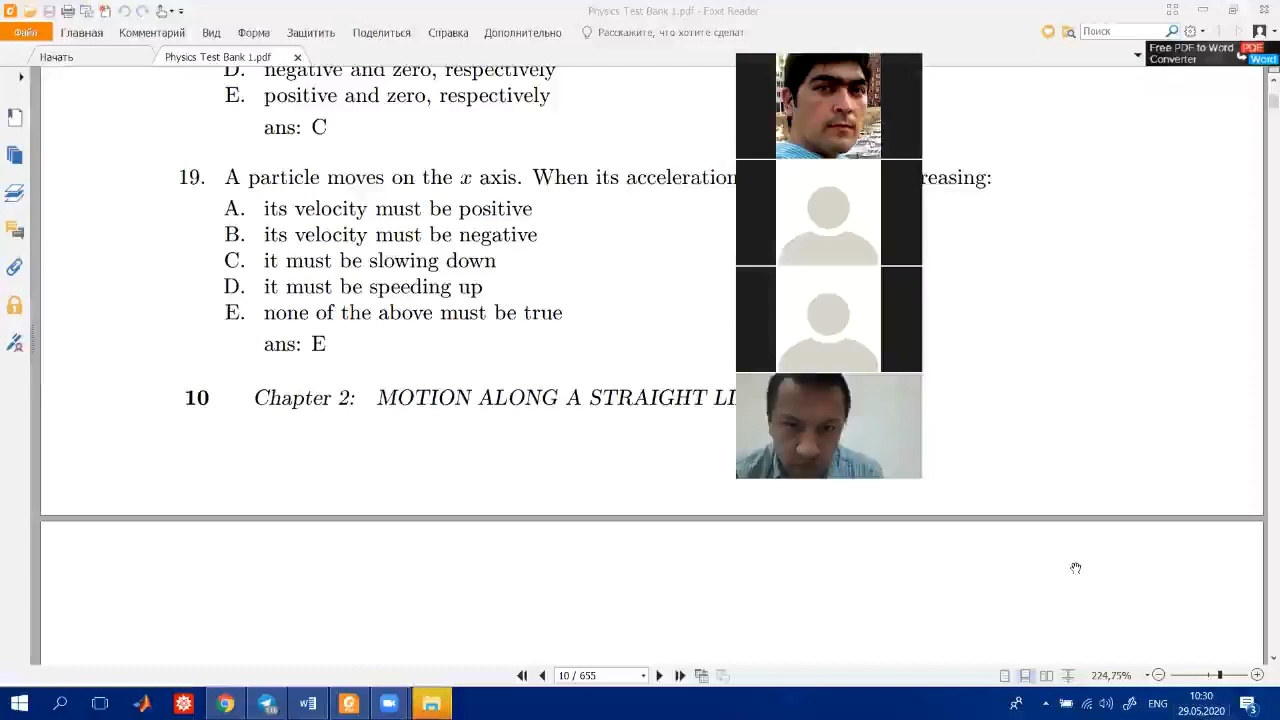 Physics Test Bank 1.pdf - Foxit Reader
Файл Главная Комментарий Вид Форма Защитить Поделиться Справка Дополнительно Расскажите, что хотите сделат Поиск
Начать Physics Test Bank 1.pdf
Free PDF to Word Converter PDF Word
D. negative and zero, respectively
E. positive and zero, respectively
ans: C
19. A particle moves on the x axis. When its acceleration reasing:
A. its velocity must be positive
B. its velocity must be negative
C. it must be slowing down
D. it must be speeding up
E. none of the above must be true
ans: E
10 Chapter 2: MOTION ALONG A STRAIGHT LI
10 / 655 224,75%
10:30
29.05.2020